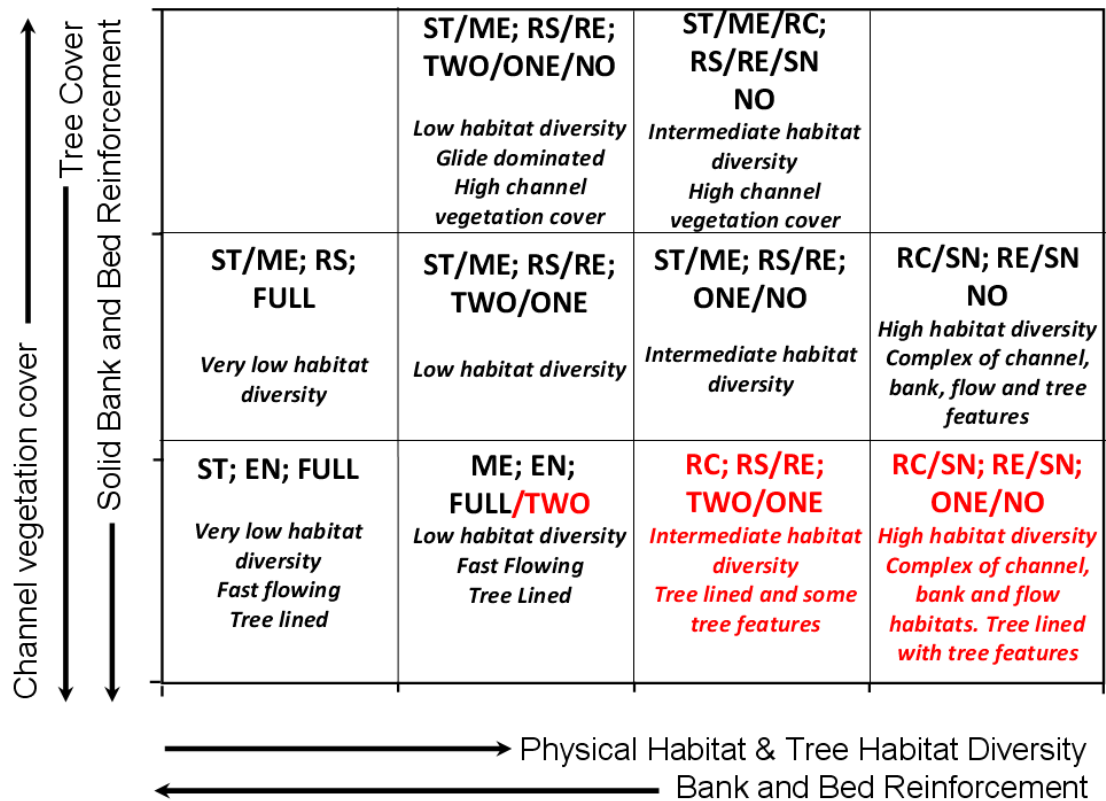 Channel vegetation cover
Tree Cover
Solid Bank and Bed Reinforcement
ST/ME; RS/RE;
TWO/ONE/NO
Low habitat diversity
Glide dominated
High channel
vegetation cover
ST/ME/RC;
RS/RE/SN
NO
Intermediate habitat
diversity
High channel
vegetation cover
ST/ME; RS;
FULL
Very low habitat
diversity
ST/ME; RS/RE;
TWO/ONE
Low habitat diversity
ST/ME; RS/RE;
ONE/NO
Intermediate habitat
diversity
RC/SN; RE/SN
NO
High habitat diversity
Complex of channel,
bank, flow and tree
features
ST; EN; FULL
Very low habitat
diversity
Fast flowing
Tree lined
ME; EN;
FULL/TWO
Low habitat diversity
Fast Flowing
Tree Lined
RC; RS/RE;
TWO/ONE
Intermediate habitat
diversity
Tree lined and some
tree features
RC/SN; RE/SN;
ONE/NO
High habitat diversity
Complex of channel,
bank and flow
habitats. Tree lined
with tree features
Physical Habitat & Tree Habitat Diversity
Bank and Bed Reinforcement